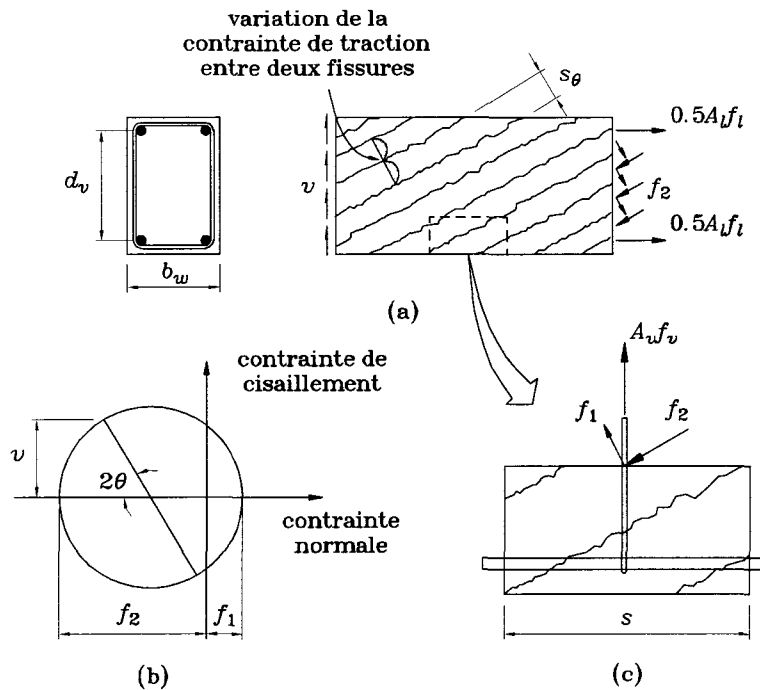 variation de la
contrainte de traction
entre deux fissures
s_θ
0.5A_l f_l
d_v
v
f_2
0.5A_l f_l
b_w
(a)
contrainte de
cisaillement
A_v f_v
f_1
f_2
v
2θ
contrainte
normale
f_2
f_1
s
(b)
(c)